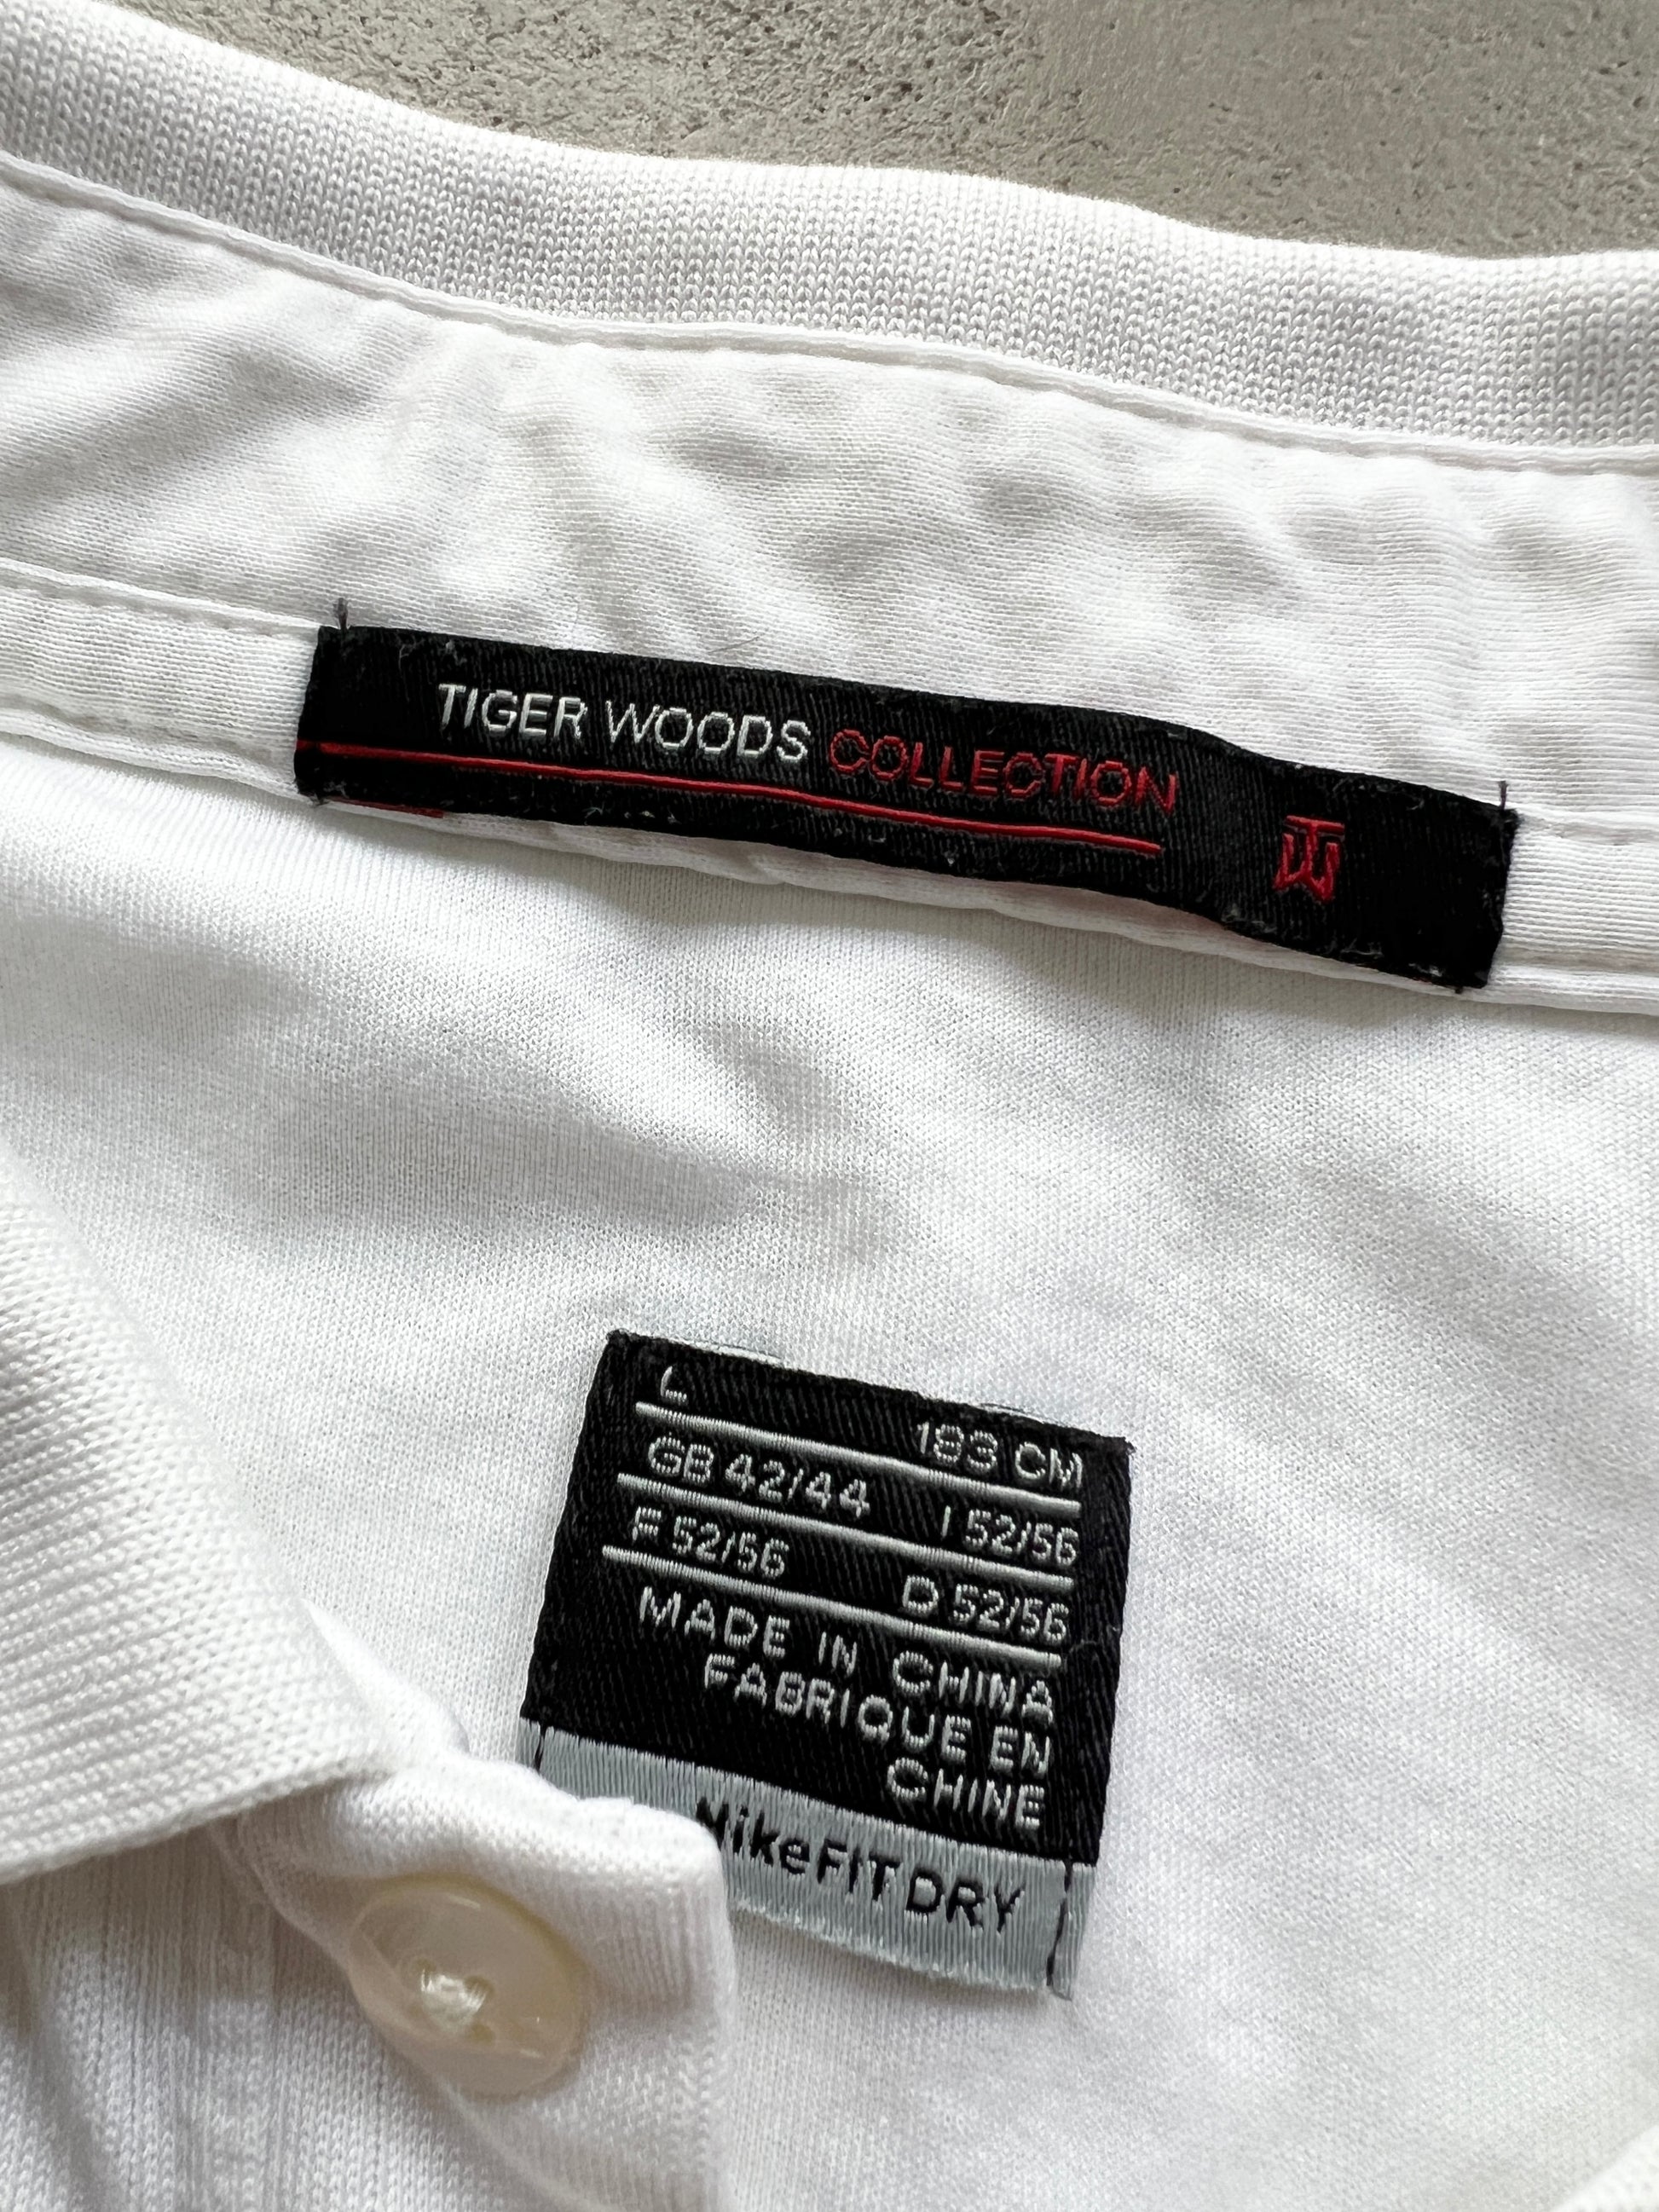 TIGER WOODS COLLECTION TW
L 193 CM
GB 42/44 I 52/56
F 52/56 D 52/56
MADE IN CHINA
FABRIQUE EN
CHINE
NikeFIT DRY